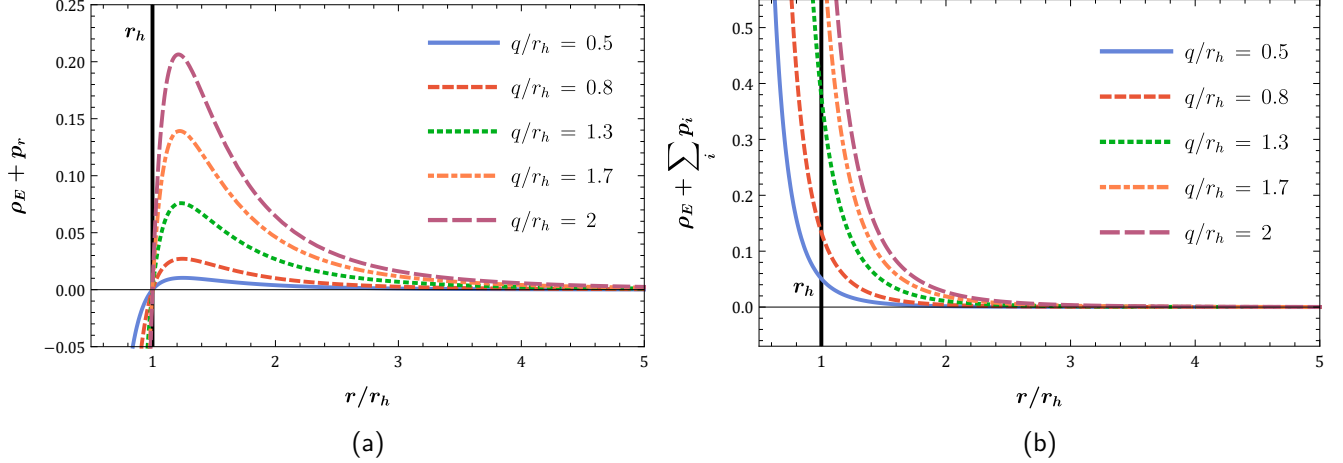 0.25
0.20
0.15
0.10
0.05
0.00
−0.05
ρ_E + p_r
r_h
q/r_h = 0.5
q/r_h = 0.8
q/r_h = 1.3
q/r_h = 1.7
q/r_h = 2
1 2 3 4 5
r/r_h
(a)
0.5
0.4
0.3
0.2
0.1
0.0
ρ_E + ∑_i p_i
r_h
q/r_h = 0.5
q/r_h = 0.8
q/r_h = 1.3
q/r_h = 1.7
q/r_h = 2
1 2 3 4 5
r/r_h
(b)